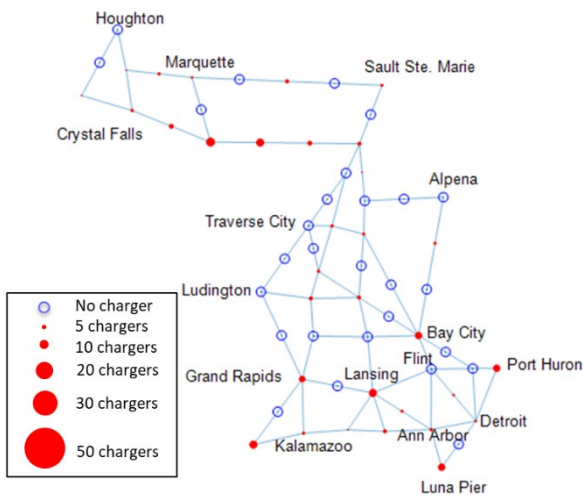 Houghton
Marquette
Sault Ste. Marie
Crystal Falls
Alpena
Traverse City
Ludington
No charger
5 chargers
10 chargers
20 chargers
30 chargers
50 chargers
Bay City
Flint
Port Huron
Grand Rapids
Lansing
Detroit
Ann Arbor
Kalamazoo
Luna Pier